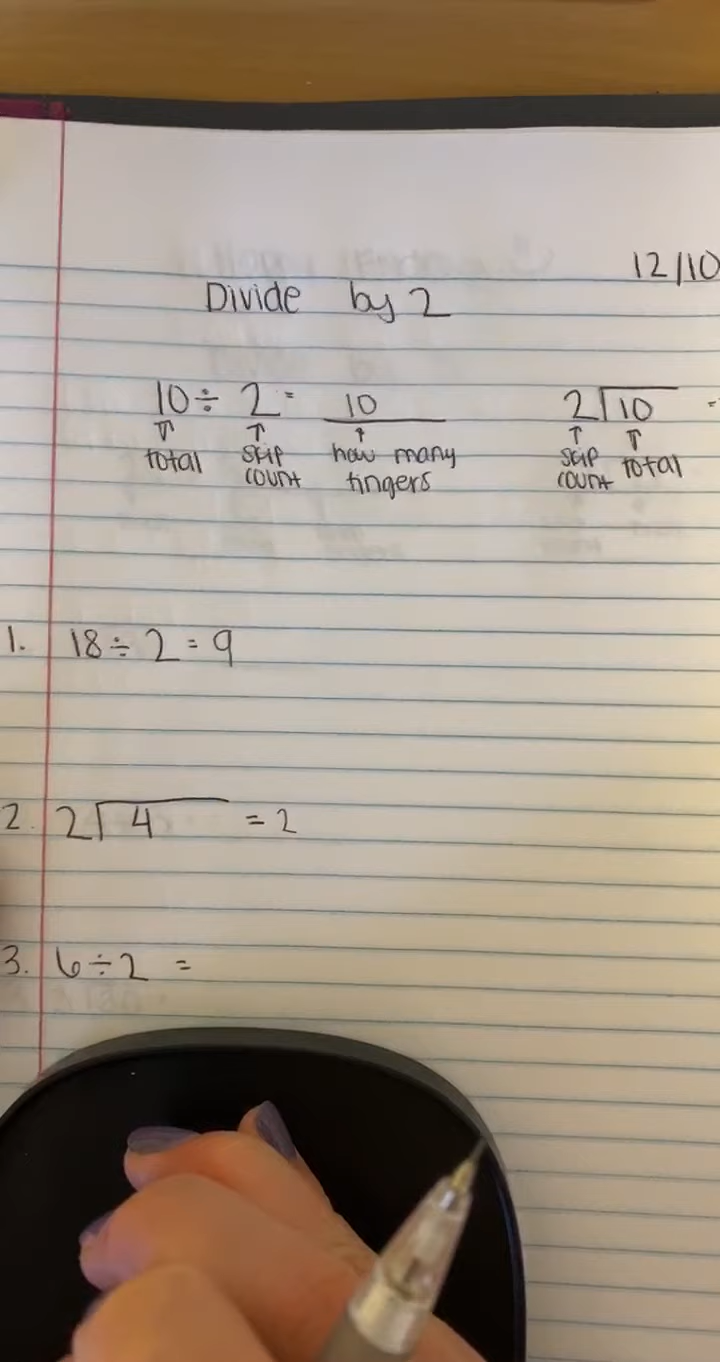 12/10
Divide by 2
10 ÷ 2 = 10 2⟌10 =
↑ ↑ ↑ ↑ ↑
total skip how many skip total
count fingers count
1. 18 ÷ 2 = 9
2. 2⟌4 = 2
3. 6 ÷ 2 =